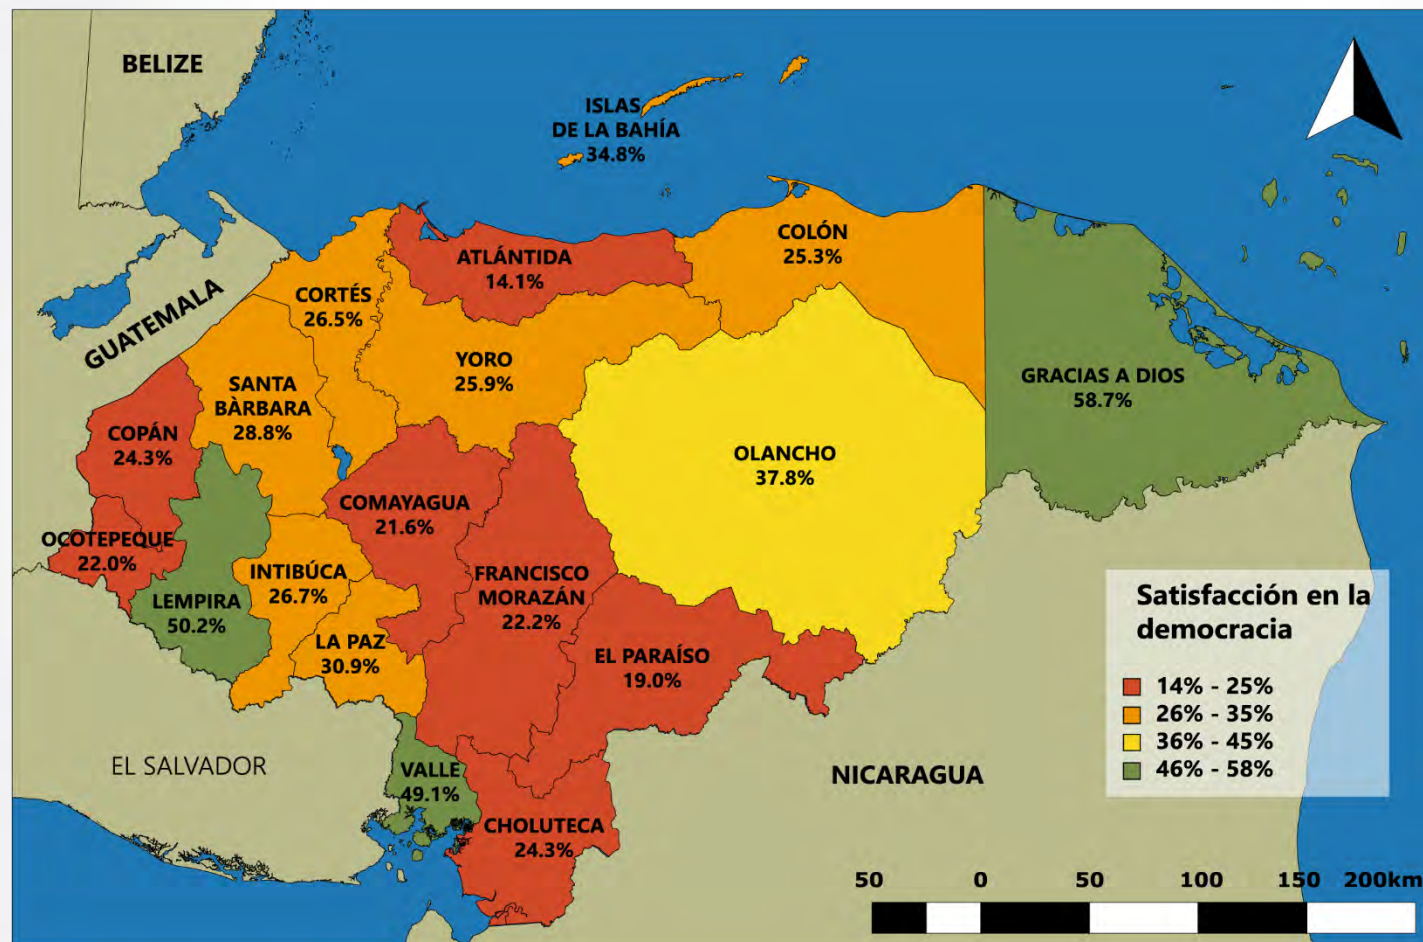 BELIZE
ISLAS
DE LA BAHÍA
34.8%
COLÓN
25.3%
ATLÁNTIDA
14.1%
GUATEMALA
CORTÉS
26.5%
YORO
25.9%
GRACIAS A DIOS
58.7%
SANTA
BÀRBARA
28.8%
COPÁN
24.3%
OLANCHO
37.8%
COMAYAGUA
21.6%
OCOTEPEQUE
22.0%
INTIBÚCA
26.7%
FRANCISCO
MORAZÁN
22.2%
LEMPIRA
50.2%
LA PAZ
30.9%
EL PARAÍSO
19.0%
Satisfacción en la
democracia
14% - 25%
26% - 35%
36% - 45%
46% - 58%
EL SALVADOR
VALLE
49.1%
NICARAGUA
CHOLUTECA
24.3%
50 0 50 100 150 200km